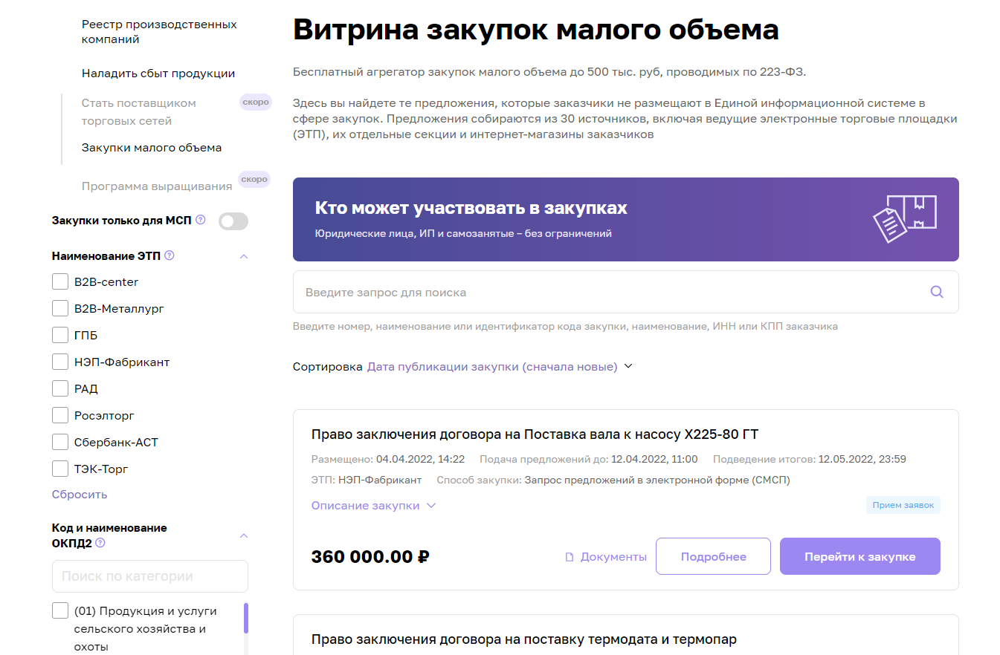 Реестр производственных
компаний
Наладить сбыт продукции
Стать поставщиком
торговых сетей
скоро
Закупки малого объема
Программа выращивания
скоро
Закупки только для МСП ?
Наименование ЭТП ?
B2B-center
B2B-Металлург
ГПБ
НЭП-Фабрикант
РАД
Росэлторг
Сбербанк-АСТ
ТЭК-Торг
Сбросить
Код и наименование
ОКПД2 ?
Поиск по категории
(01) Продукция и услуги
сельского хозяйства и
охоты
Витрина закупок малого объема
Бесплатный агрегатор закупок малого объема до 500 тыс. руб, проводимых по 223-ФЗ.
Здесь вы найдете те предложения, которые заказчики не размещают в Единой информационной системе в
сфере закупок. Предложения собираются из 30 источников, включая ведущие электронные торговые площадки
(ЭТП), их отдельные секции и интернет-магазины заказчиков
Кто может участвовать в закупках
Юридические лица, ИП и самозанятые – без ограничений
Введите запрос для поиска
Введите номер, наименование или идентификатор кода закупки, наименование, ИНН или КПП заказчика
Сортировка Дата публикации закупки (сначала новые)
Право заключения договора на Поставка вала к насосу Х225-80 ГТ
Размещено: 04.04.2022, 14:22 Подача предложений до: 12.04.2022, 11:00 Подведение итогов: 12.05.2022, 23:59
ЭТП: НЭП-Фабрикант Способ закупки: Запрос предложений в электронной форме (СМСП)
Описание закупки
Прием заявок
360 000.00 ₽
Документы
Подробнее
Перейти к закупке
Право заключения договора на поставку термодата и термопар